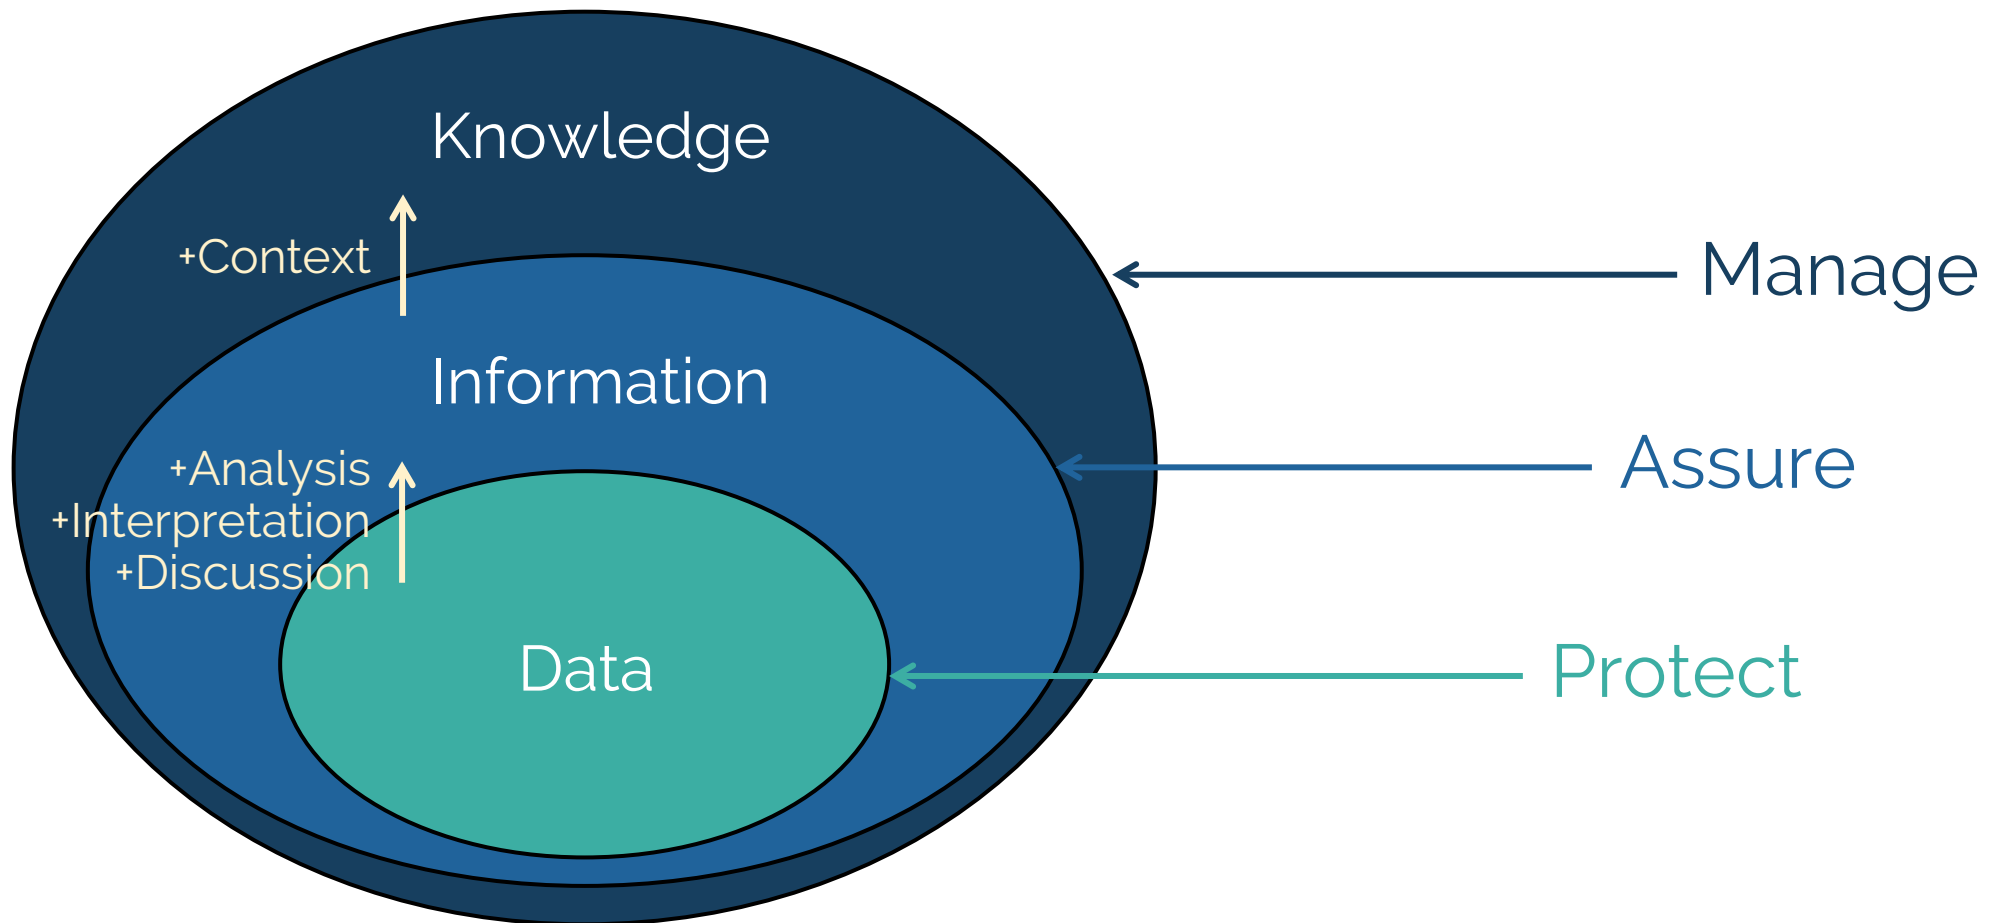 Knowledge
+Context
Information
+Analysis
+Interpretation
+Discussion
Data
Manage
Assure
Protect